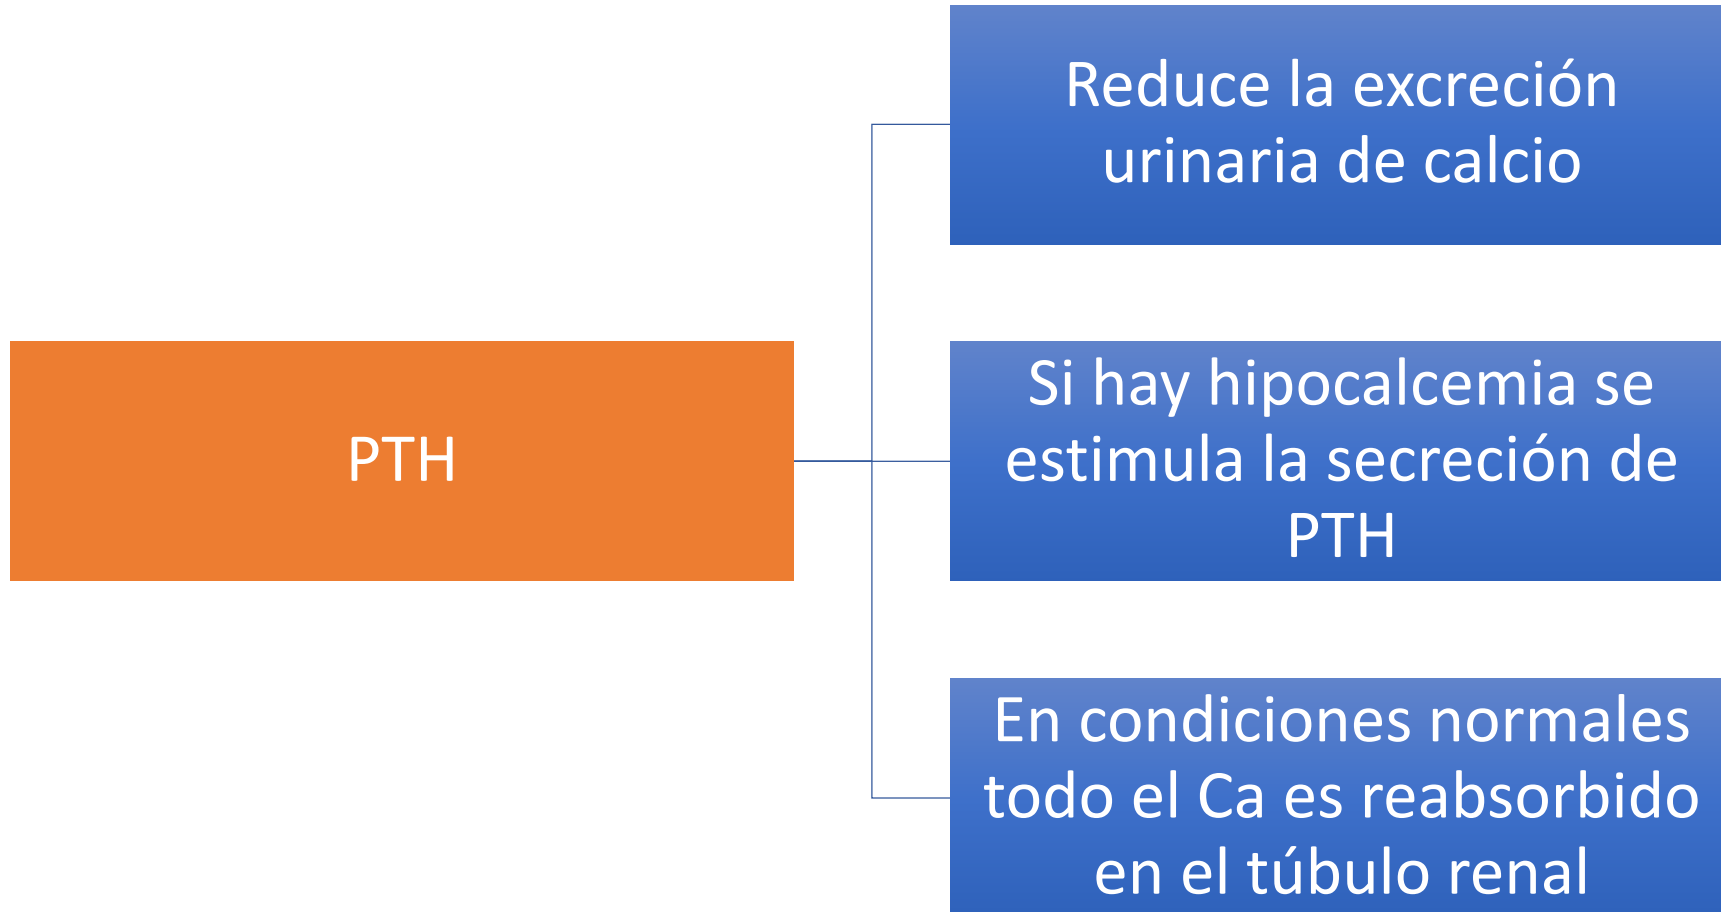 PTH
Reduce la excreción
urinaria de calcio
Si hay hipocalcemia se
estimula la secreción de
PTH
En condiciones normales
todo el Ca es reabsorbido
en el túbulo renal